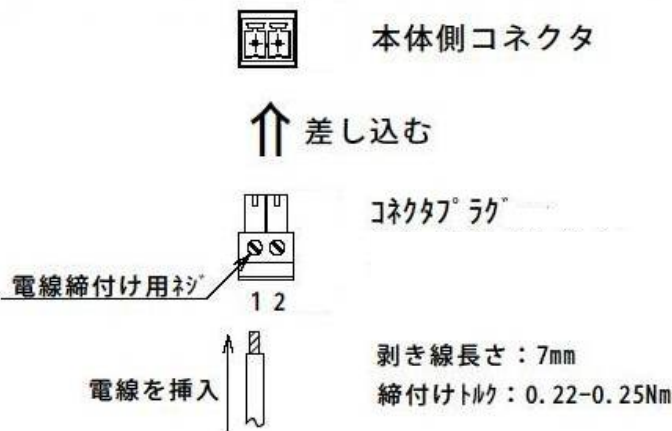 本体側コネクタ
差し込む
ｺﾈｸﾀﾌﾟﾗｸﾞ
電線締付け用ﾈｼﾞ
1 2
電線を挿入
剥き線長さ：7mm
締付けﾄﾙｸ：0.22-0.25Nm